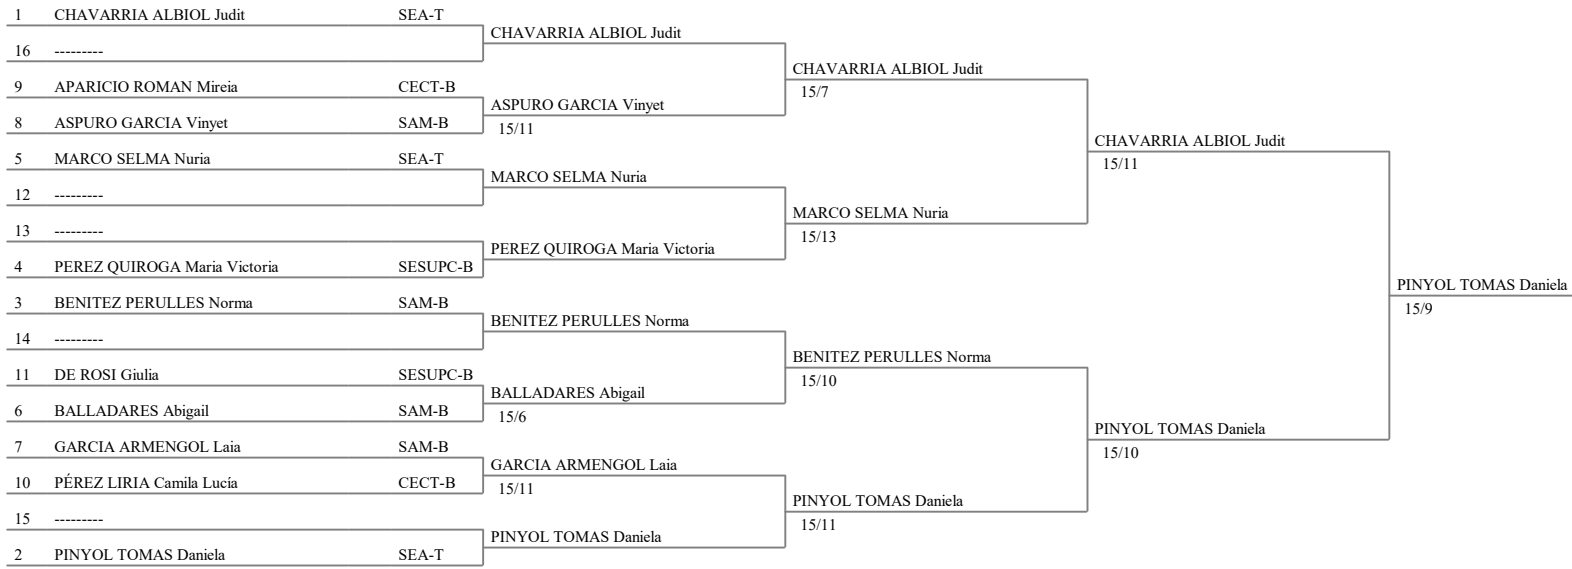 1 CHAVARRIA ALBIOL Judit SEA-T
16 ---------
9 APARICIO ROMAN Mireia CECT-B
8 ASPURO GARCIA Vinyet SAM-B
5 MARCO SELMA Nuria SEA-T
12 ---------
13 ---------
4 PEREZ QUIROGA Maria Victoria SESUPC-B
3 BENITEZ PERULLES Norma SAM-B
14 ---------
11 DE ROSI Giulia SESUPC-B
6 BALLADARES Abigail SAM-B
7 GARCIA ARMENGOL Laia SAM-B
10 PÉREZ LIRIA Camila Lucía CECT-B
15 ---------
2 PINYOL TOMAS Daniela SEA-T
CHAVARRIA ALBIOL Judit
ASPURO GARCIA Vinyet
15/11
MARCO SELMA Nuria
PEREZ QUIROGA Maria Victoria
BENITEZ PERULLES Norma
BALLADARES Abigail
15/6
GARCIA ARMENGOL Laia
15/11
PINYOL TOMAS Daniela
CHAVARRIA ALBIOL Judit
15/7
MARCO SELMA Nuria
15/13
BENITEZ PERULLES Norma
15/10
PINYOL TOMAS Daniela
15/11
CHAVARRIA ALBIOL Judit
15/11
PINYOL TOMAS Daniela
15/10
PINYOL TOMAS Daniela
15/9